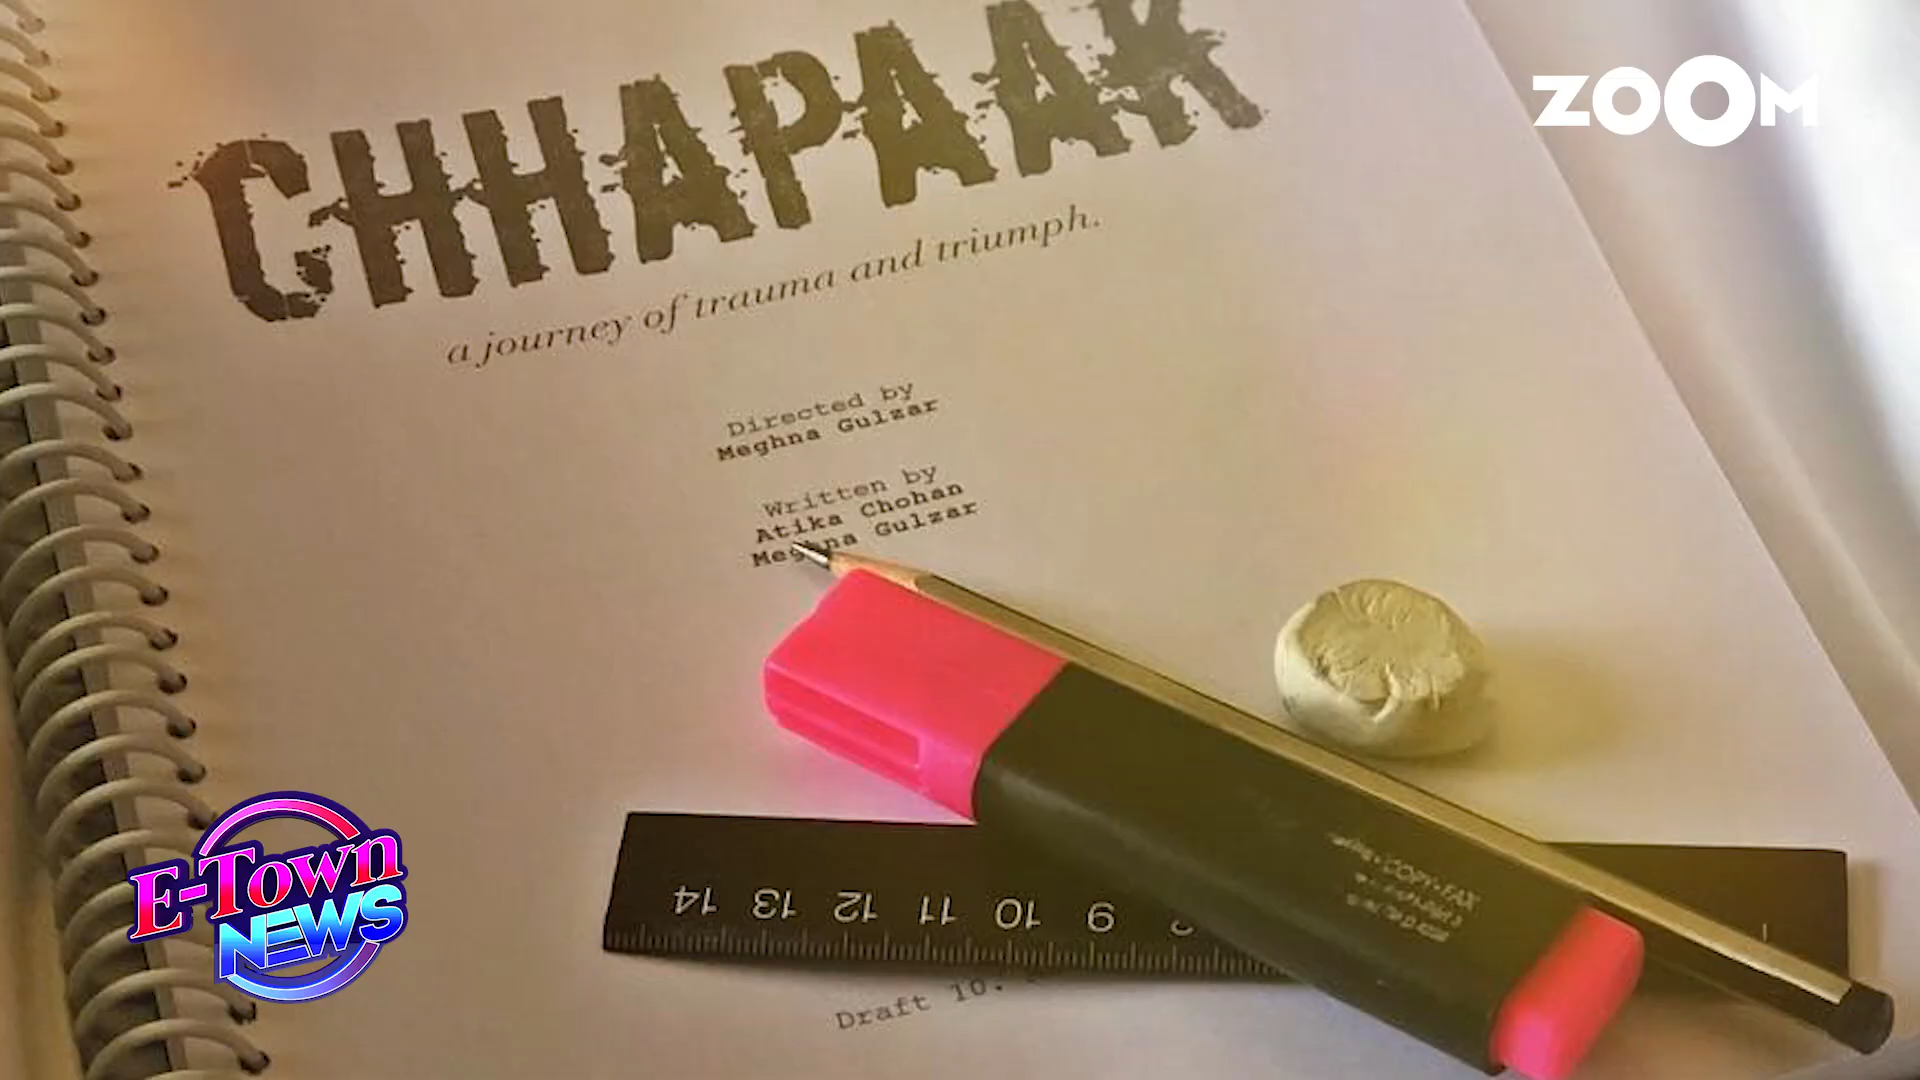 CHHAPAAK
zoom
a journey of trauma and triumph.
Directed by
Meghna Gulzar
Written by
Atika Chohan
Meghna Gulzar
COPY • FAX
14 13 12 11 10 9
Draft 10.
E-Town
NEWS